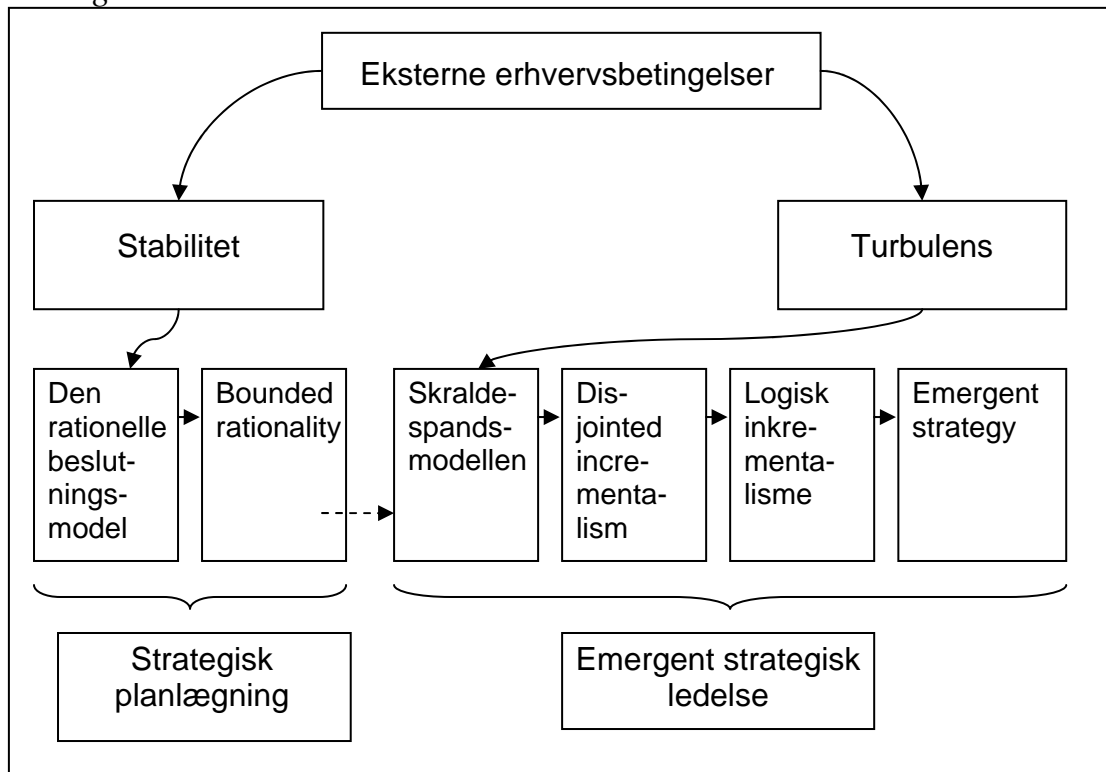 Eksterne erhvervsbetingelser
Stabilitet
Turbulens
Den
rationelle
beslut-
nings-
model
Bounded
rationality
Skralde-
spands-
modellen
Dis-
jointed
incre-
menta-
lism
Logisk
inkre-
menta-
lisme
Emergent
strategy
Strategisk
planlægning
Emergent strategisk
ledelse